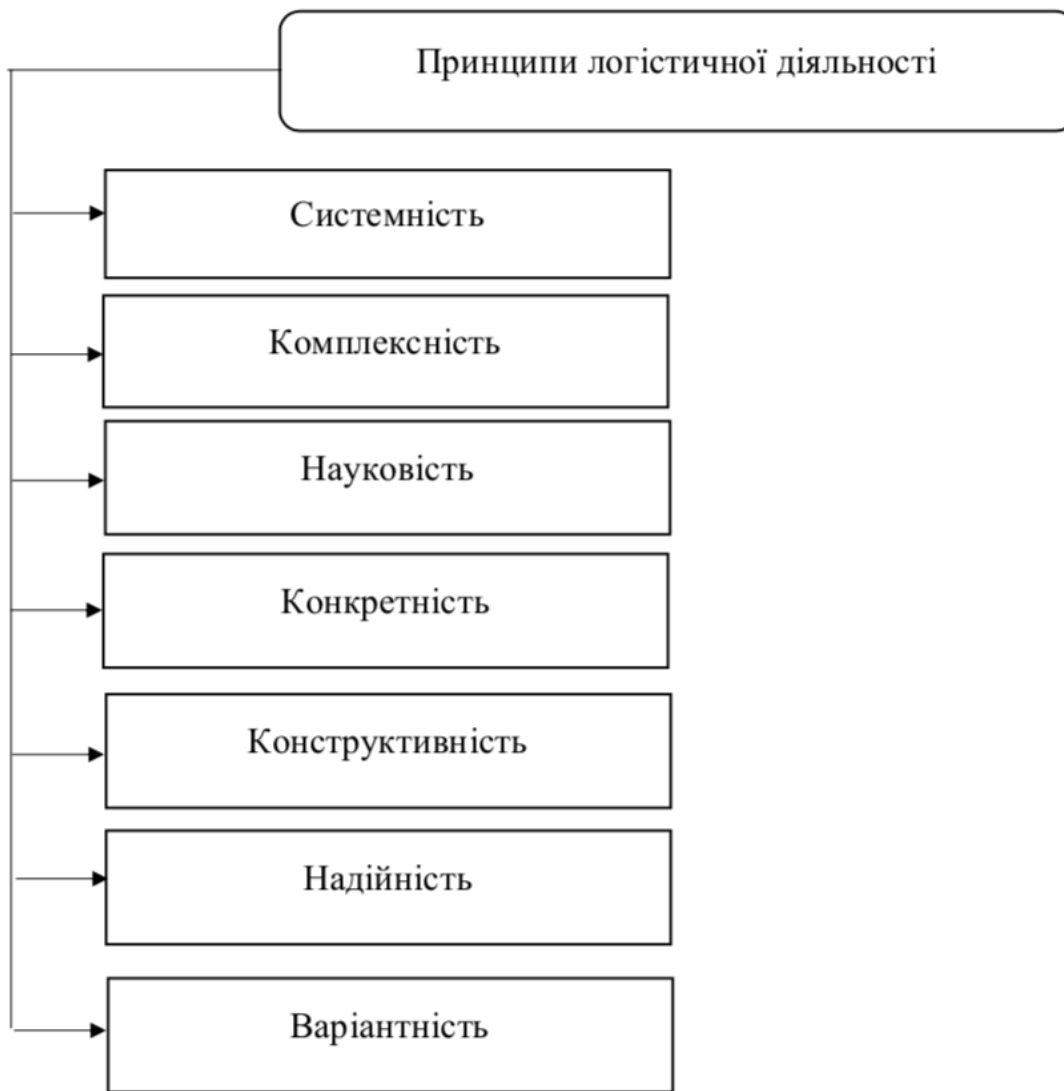 Принципи логістичної діяльності
Системність
Комплексність
Науковість
Конкретність
Конструктивність
Надійність
Варіантність